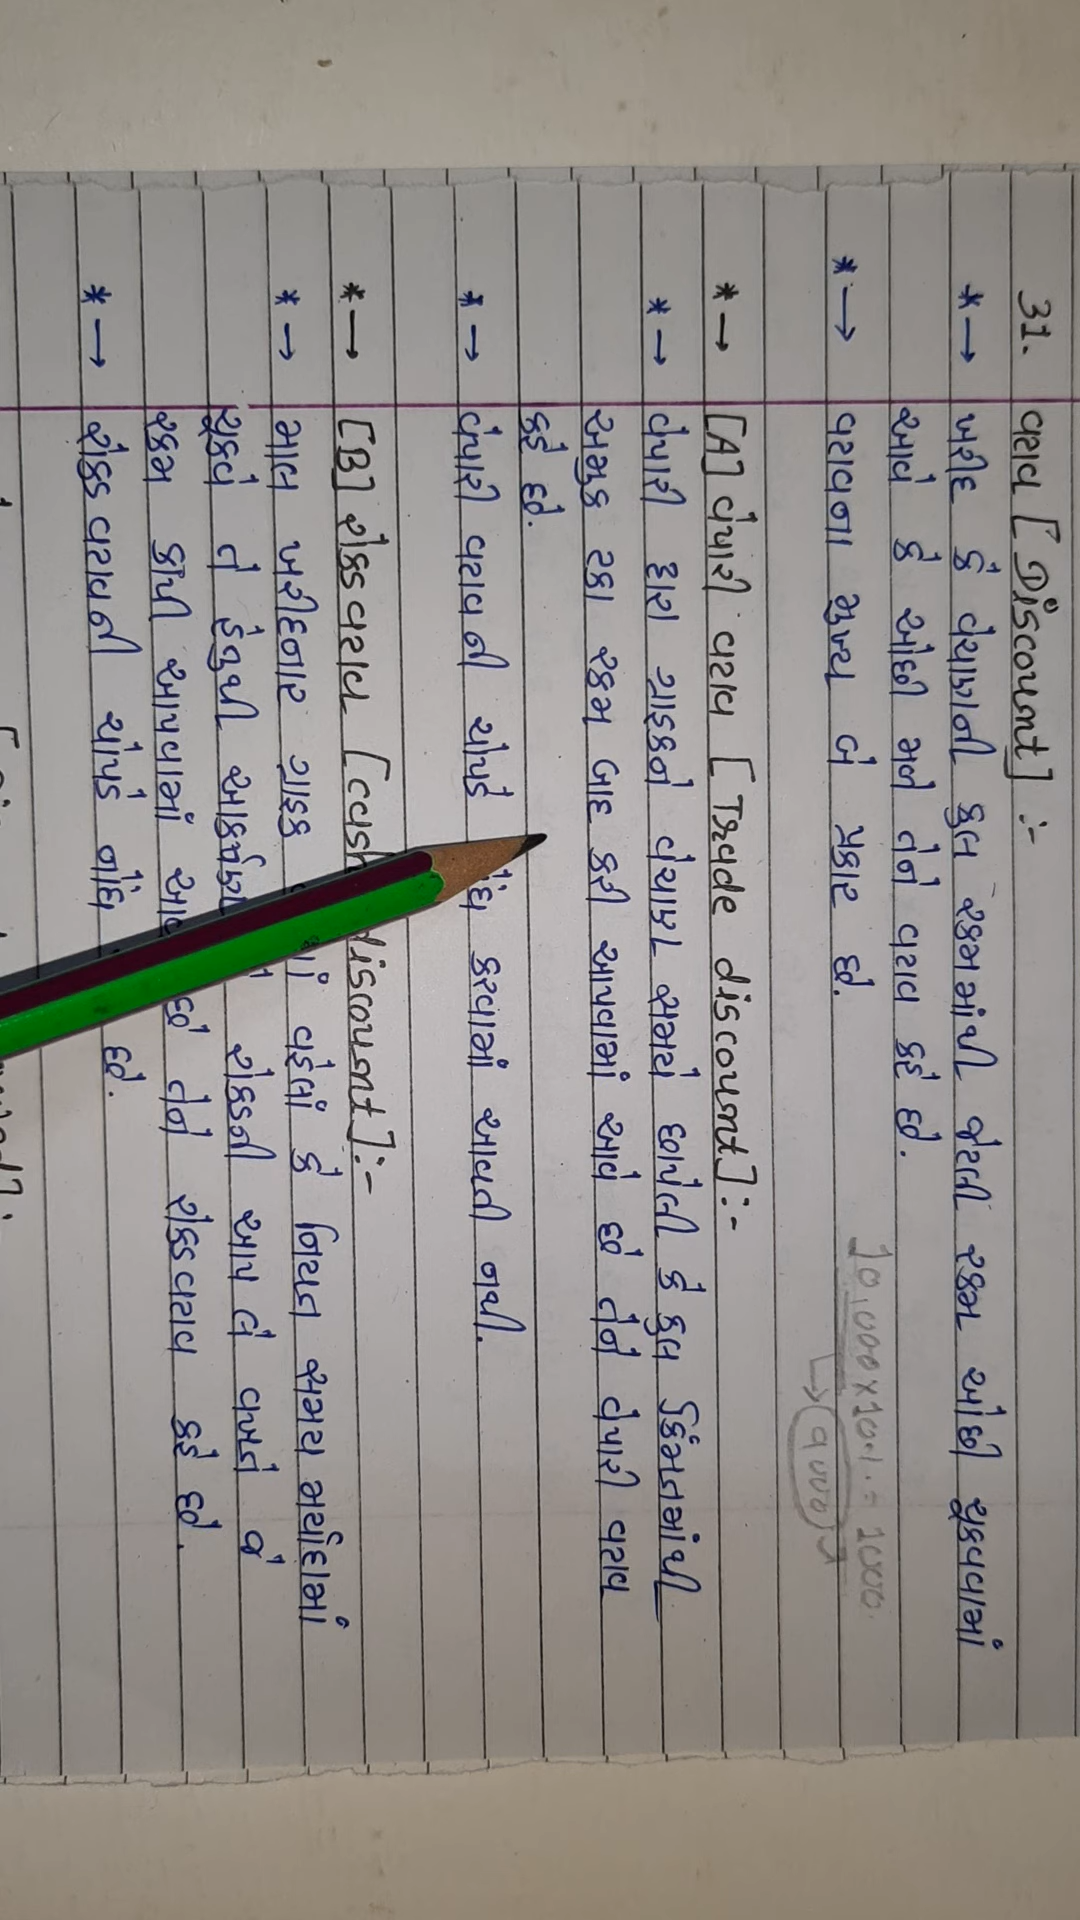 31. વટાવ [Discount] :-
*→ ખરીદ કે વેચાણની કુલ રકમમાંથી જેટલી રકમ ઓછી ચૂકવવામાં
આવે કે ઓછી મળે તેને વટાવ કહે છે.
10,000×10%.= 1000.
*→ વટાવના મુખ્ય બે પ્રકાર છે.
*→ [A] વેપારી વટાવ [Trade discount]:-
*→ વેપારી દ્વારા ગ્રાહકને વેચાણ સમયે છાપેલી કે કુલ કિંમતમાંથી
અમુક ટકા રકમ બાદ કરી આપવામાં આવે છે તેને વેપારી વટાવ
કહે છે.
*→ વેપારી વટાવની ચોપડે કરવામાં આવતી નથી.
*→ [B] રોકડવટાવ [cash discount]:-
*→ માલ ખરીદનાર ગ્રાહક વહેલાં કે નિયત સમય મર્યાદામાં
ચૂકવે તે હેતુથી રોકડની આપ લે વખતે જે
રકમ કાપી આપવામાં છે તેને રોકડવટાવ કહે છે.
*→ રોકડવટાવની ચોપડે નોંધ છે.